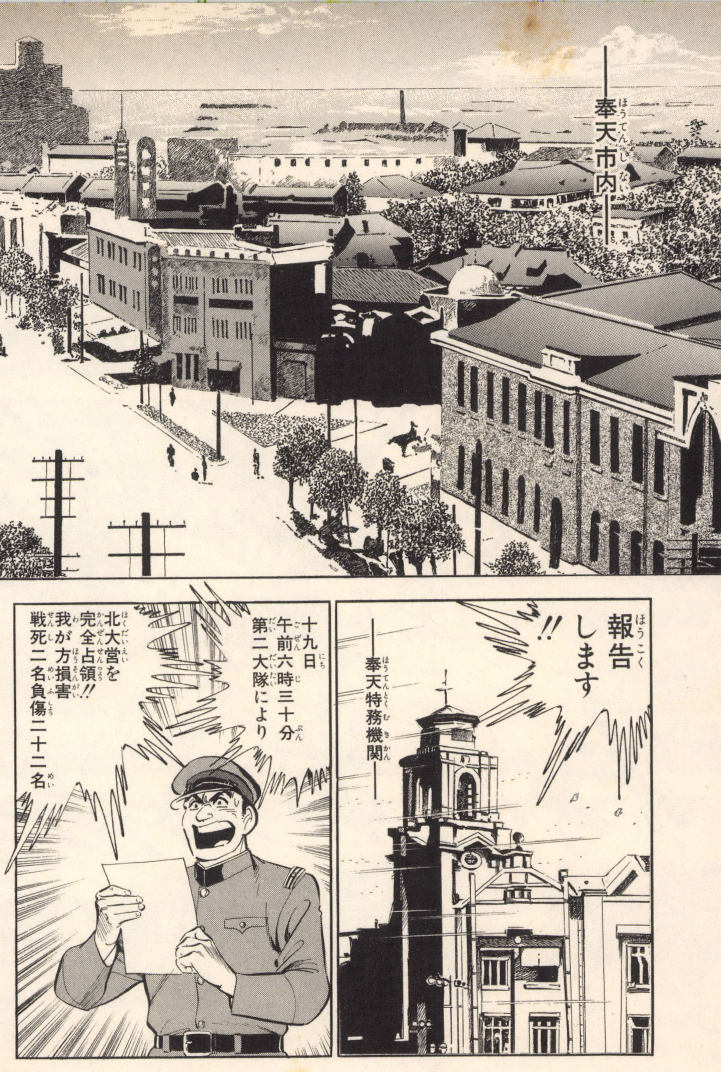 奉天市内
報告
します
!!
奉天特務機関
十九日
午前六時三十分
第二大隊により
北大営を
完全占領!!
我が方損害
戦死二名負傷二十二名